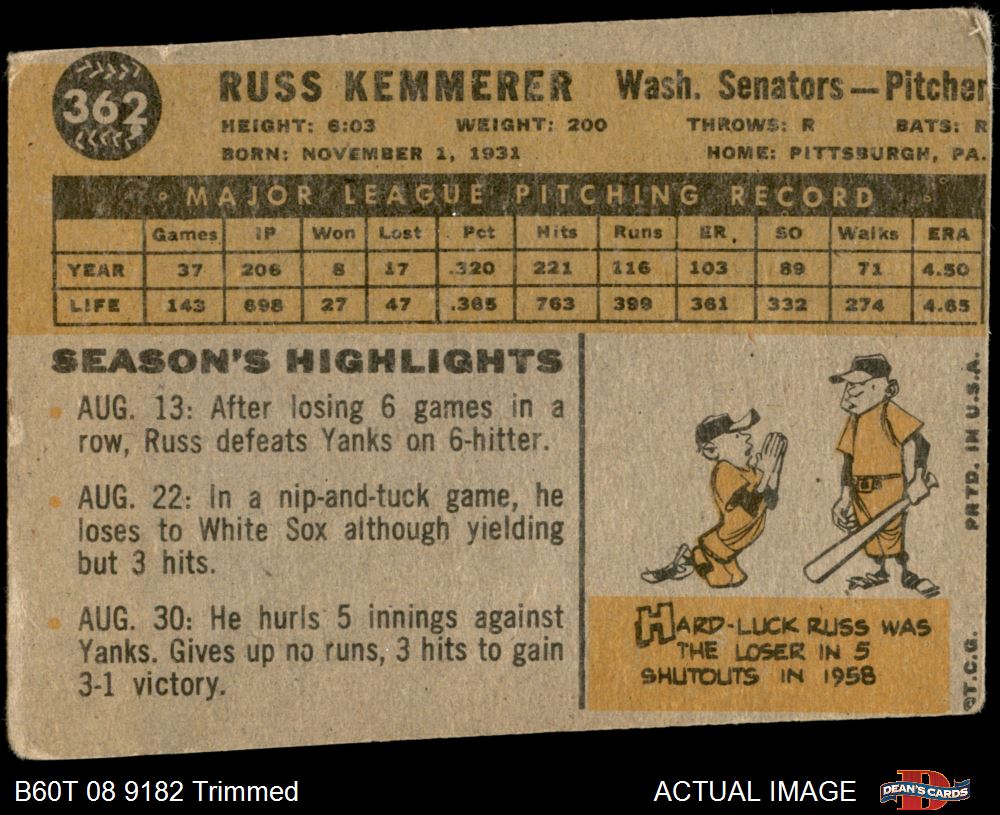 362
RUSS KEMMERER Wash. Senators—Pitcher
HEIGHT: 6:03 WEIGHT: 200 THROWS: R BATS: R
BORN: NOVEMBER 1, 1931 HOME: PITTSBURGH, PA.
MAJOR LEAGUE PITCHING RECORD
Games IP Won Lost Pct Hits Runs ER. SO Walks ERA
YEAR 37 206 8 17 .320 221 116 103 89 71 4.50
LIFE 143 698 27 47 .365 763 399 361 332 274 4.65
SEASON'S HIGHLIGHTS
AUG. 13: After losing 6 games in a
row, Russ defeats Yanks on 6-hitter.
AUG. 22: In a nip-and-tuck game, he
loses to White Sox although yielding
but 3 hits.
AUG. 30: He hurls 5 innings against
Yanks. Gives up no runs, 3 hits to gain
3-1 victory.
HARD-LUCK RUSS WAS
THE LOSER IN 5
SHUTOUTS IN 1958
©T.C.G. PRTD. IN U.S.A.
B60T 08 9182 Trimmed ACTUAL IMAGE DEAN'S CARDS